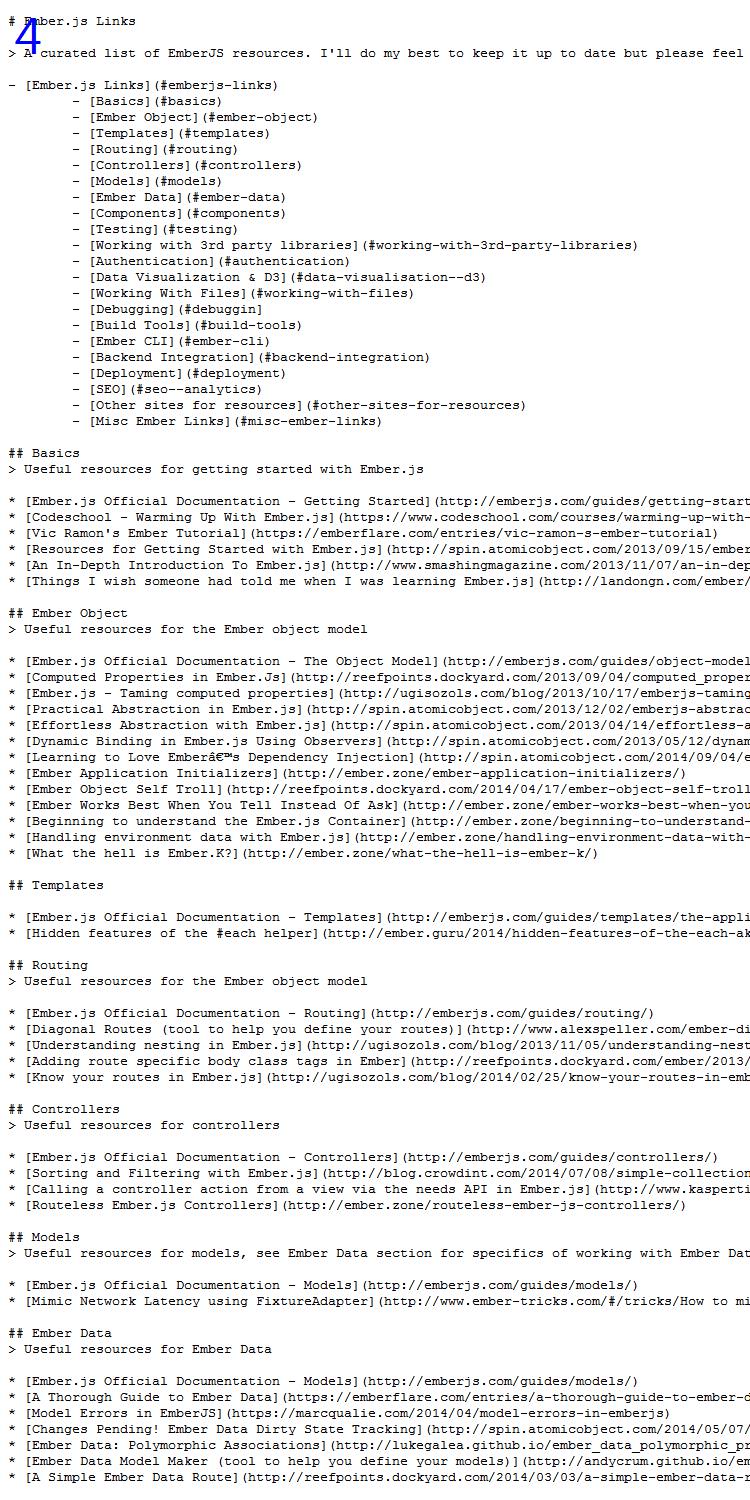 # Ember.js Links
4
> A curated list of EmberJS resources. I'll do my best to keep it up to date but please feel
- [Ember.js Links](#emberjs-links)
- [Basics](#basics)
- [Ember Object](#ember-object)
- [Templates](#templates)
- [Routing](#routing)
- [Controllers](#controllers)
- [Models](#models)
- [Ember Data](#ember-data)
- [Components](#components)
- [Testing](#testing)
- [Working with 3rd party libraries](#working-with-3rd-party-libraries)
- [Authentication](#authentication)
- [Data Visualization & D3](#data-visualisation--d3)
- [Working With Files](#working-with-files)
- [Debugging](#debuggin]
- [Build Tools](#build-tools)
- [Ember CLI](#ember-cli)
- [Backend Integration](#backend-integration)
- [Deployment](#deployment)
- [SEO](#seo--analytics)
- [Other sites for resources](#other-sites-for-resources)
- [Misc Ember Links](#misc-ember-links)
## Basics
> Useful resources for getting started with Ember.js
* [Ember.js Official Documentation - Getting Started](http://emberjs.com/guides/getting-start
* [Codeschool - Warming Up With Ember.js](https://www.codeschool.com/courses/warming-up-with-
* [Vic Ramon's Ember Tutorial](https://emberflare.com/entries/vic-ramon-s-ember-tutorial)
* [Resources for Getting Started with Ember.js](http://spin.atomicobject.com/2013/09/15/ember
* [An In-Depth Introduction To Ember.js](http://www.smashingmagazine.com/2013/11/07/an-in-dep
* [Things I wish someone had told me when I was learning Ember.js](http://landongn.com/ember/
## Ember Object
> Useful resources for the Ember object model
* [Ember.js Official Documentation - The Object Model](http://emberjs.com/guides/object-model
* [Computed Properties in Ember.Js](http://reefpoints.dockyard.com/2013/09/04/computed_proper
* [Ember.js - Taming computed properties](http://ugisozols.com/blog/2013/10/17/emberjs-taming
* [Practical Abstraction in Ember.js](http://spin.atomicobject.com/2013/12/02/emberjs-abstrac
* [Effortless Abstraction with Ember.js](http://spin.atomicobject.com/2013/04/14/effortless-a
* [Dynamic Binding in Ember.js Using Observers](http://spin.atomicobject.com/2013/05/12/dynam
* [Learning to Love Emberâ€™s Dependency Injection](http://spin.atomicobject.com/2014/09/04/e
* [Ember Application Initializers](http://ember.zone/ember-application-initializers/)
* [Ember Object Self Troll](http://reefpoints.dockyard.com/2014/04/17/ember-object-self-troll
* [Ember Works Best When You Tell Instead Of Ask](http://ember.zone/ember-works-best-when-you
* [Beginning to understand the Ember.js Container](http://ember.zone/beginning-to-understand-
* [Handling environment data with Ember.js](http://ember.zone/handling-environment-data-with-
* [What the hell is Ember.K?](http://ember.zone/what-the-hell-is-ember-k/)
## Templates
* [Ember.js Official Documentation - Templates](http://emberjs.com/guides/templates/the-appli
* [Hidden features of the #each helper](http://ember.guru/2014/hidden-features-of-the-each-ak
## Routing
> Useful resources for the Ember object model
* [Ember.js Official Documentation - Routing](http://emberjs.com/guides/routing/)
* [Diagonal Routes (tool to help you define your routes)](http://www.alexspeller.com/ember-di
* [Understanding nesting in Ember.js](http://ugisozols.com/blog/2013/11/05/understanding-nest
* [Adding route specific body class tags in Ember](http://reefpoints.dockyard.com/ember/2013/
* [Know your routes in Ember.js](http://ugisozols.com/blog/2014/02/25/know-your-routes-in-emb
## Controllers
> Useful resources for controllers
* [Ember.js Official Documentation - Controllers](http://emberjs.com/guides/controllers/)
* [Sorting and Filtering with Ember.js](http://blog.crowdint.com/2014/07/08/simple-collection
* [Calling a controller action from a view via the needs API in Ember.js](http://www.kasperti
* [Routeless Ember.js Controllers](http://ember.zone/routeless-ember-js-controllers/)
## Models
> Useful resources for models, see Ember Data section for specifics of working with Ember Dat
* [Ember.js Official Documentation - Models](http://emberjs.com/guides/models/)
* [Mimic Network Latency using FixtureAdapter](http://www.ember-tricks.com/#/tricks/How to mi
## Ember Data
> Useful resources for Ember Data
* [Ember.js Official Documentation - Models](http://emberjs.com/guides/models/)
* [A Thorough Guide to Ember Data](https://emberflare.com/entries/a-thorough-guide-to-ember-d
* [Model Errors in EmberJS](https://marcqualie.com/2014/04/model-errors-in-emberjs)
* [Changes Pending! Ember Data Dirty State Tracking](http://spin.atomicobject.com/2014/05/07/
* [Ember Data: Polymorphic Associations](http://lukegalea.github.io/ember_data_polymorphic_pr
* [Ember Data Model Maker (tool to help you define your models)](http://andycrum.github.io/em
* [A Simple Ember Data Route](http://reefpoints.dockyard.com/2014/03/03/a-simple-ember-data-r